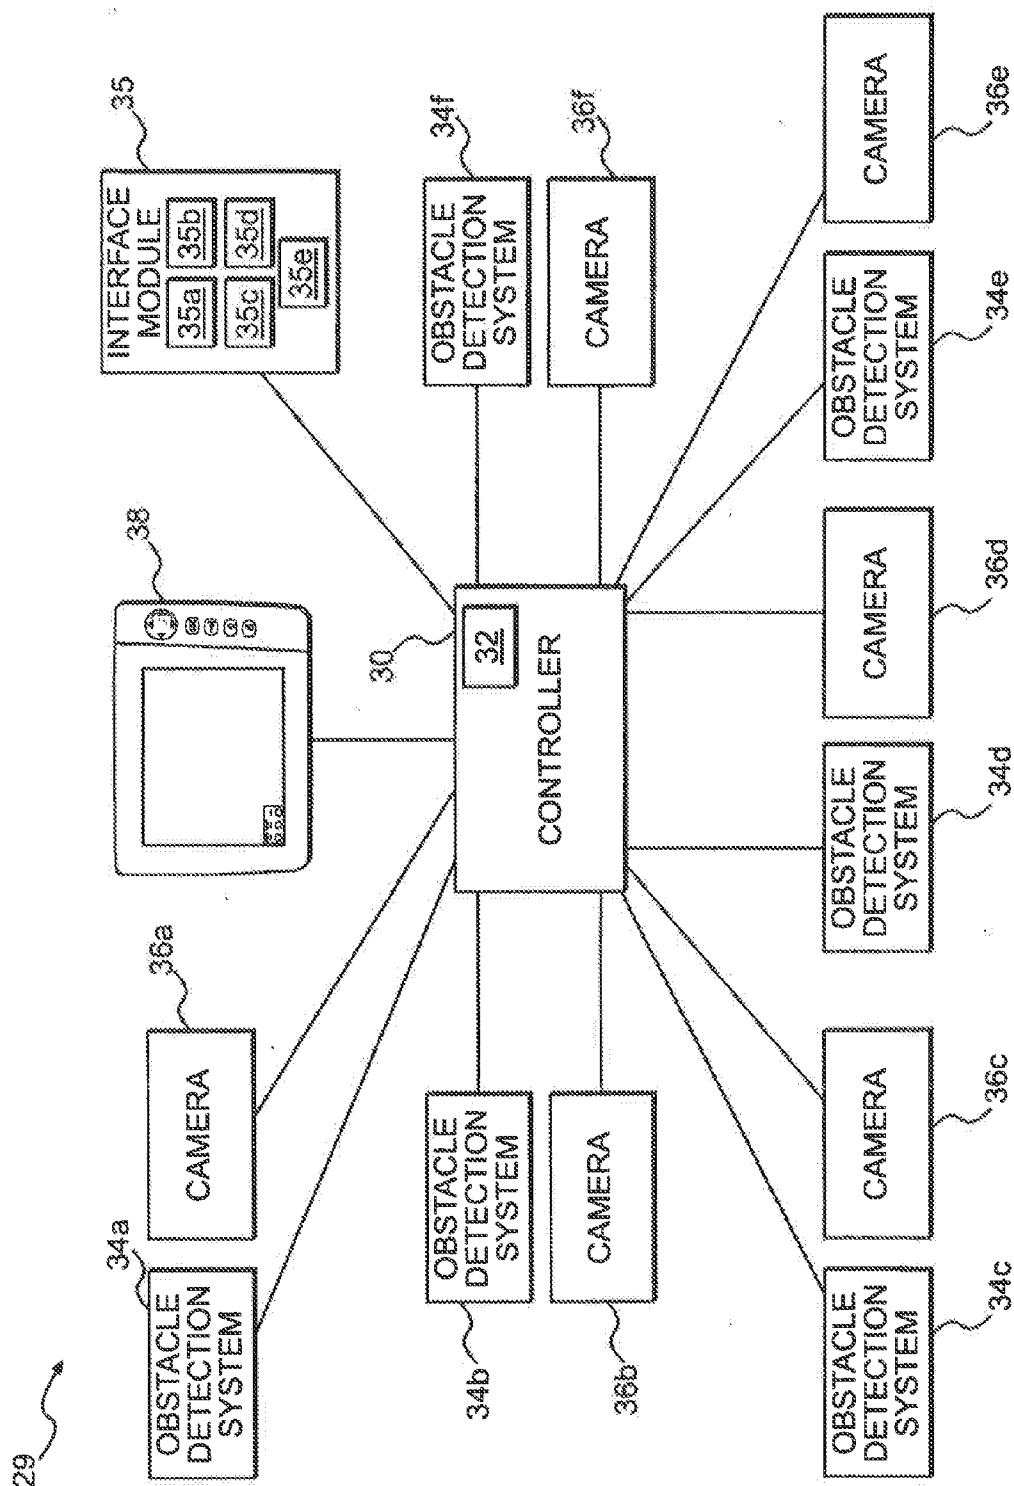 29
34a
OBSTACLE
DETECTION
SYSTEM
36a
CAMERA
38
35
INTERFACE
MODULE
35a
35b
35c
35d
35e
34b
OBSTACLE
DETECTION
SYSTEM
36b
CAMERA
30
32
CONTROLLER
34f
OBSTACLE
DETECTION
SYSTEM
36f
CAMERA
OBSTACLE
DETECTION
SYSTEM
34c
CAMERA
36c
OBSTACLE
DETECTION
SYSTEM
34d
CAMERA
36d
OBSTACLE
DETECTION
SYSTEM
34e
CAMERA
36e